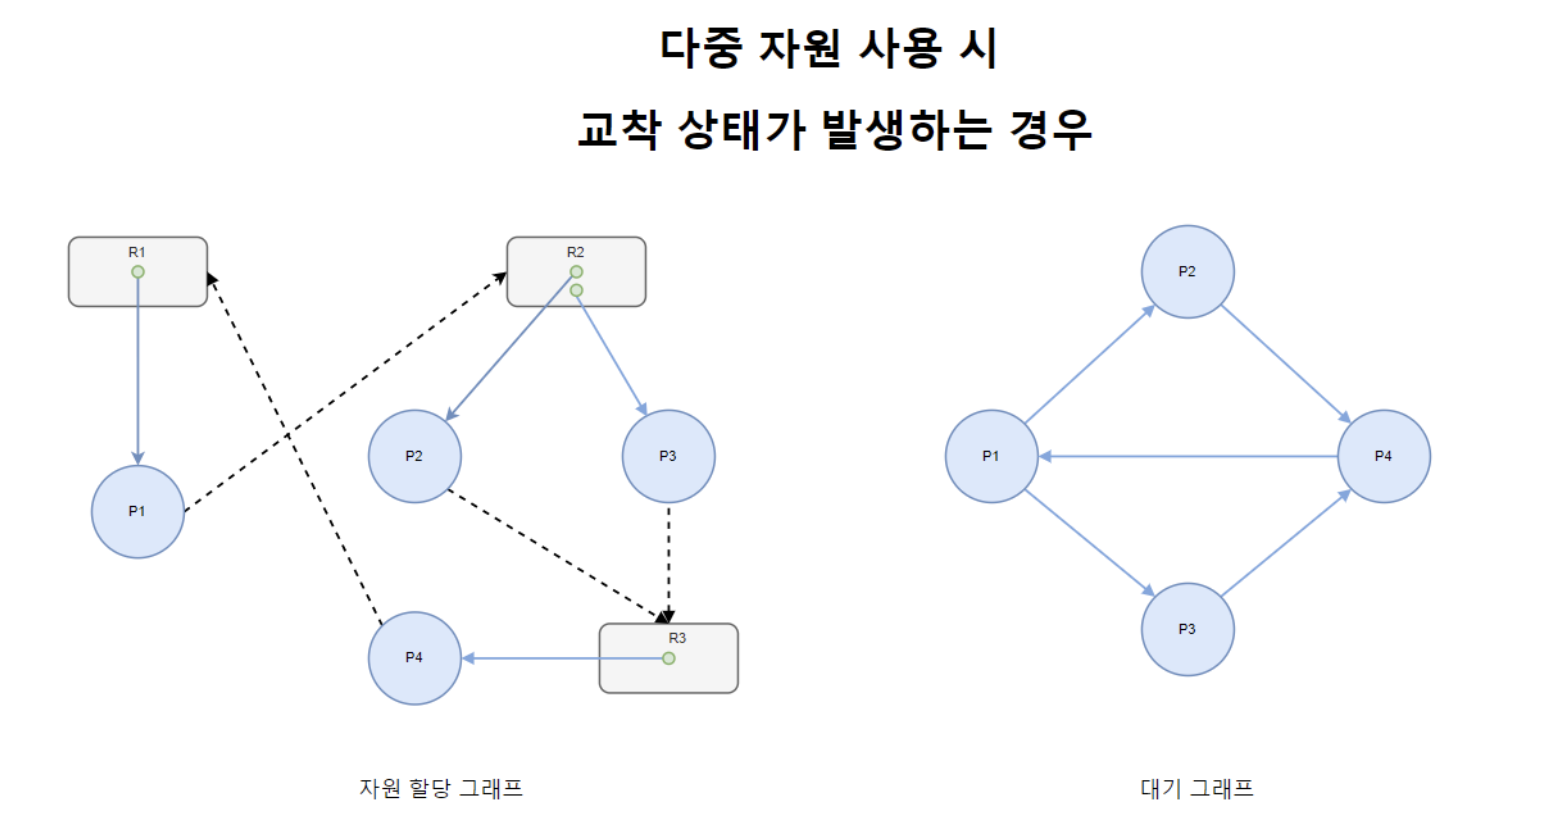 다중 자원 사용 시
교착 상태가 발생하는 경우
R1
R2
P2
P3
P1
R3
P4
자원 할당 그래프
P2
P1
P4
P3
대기 그래프